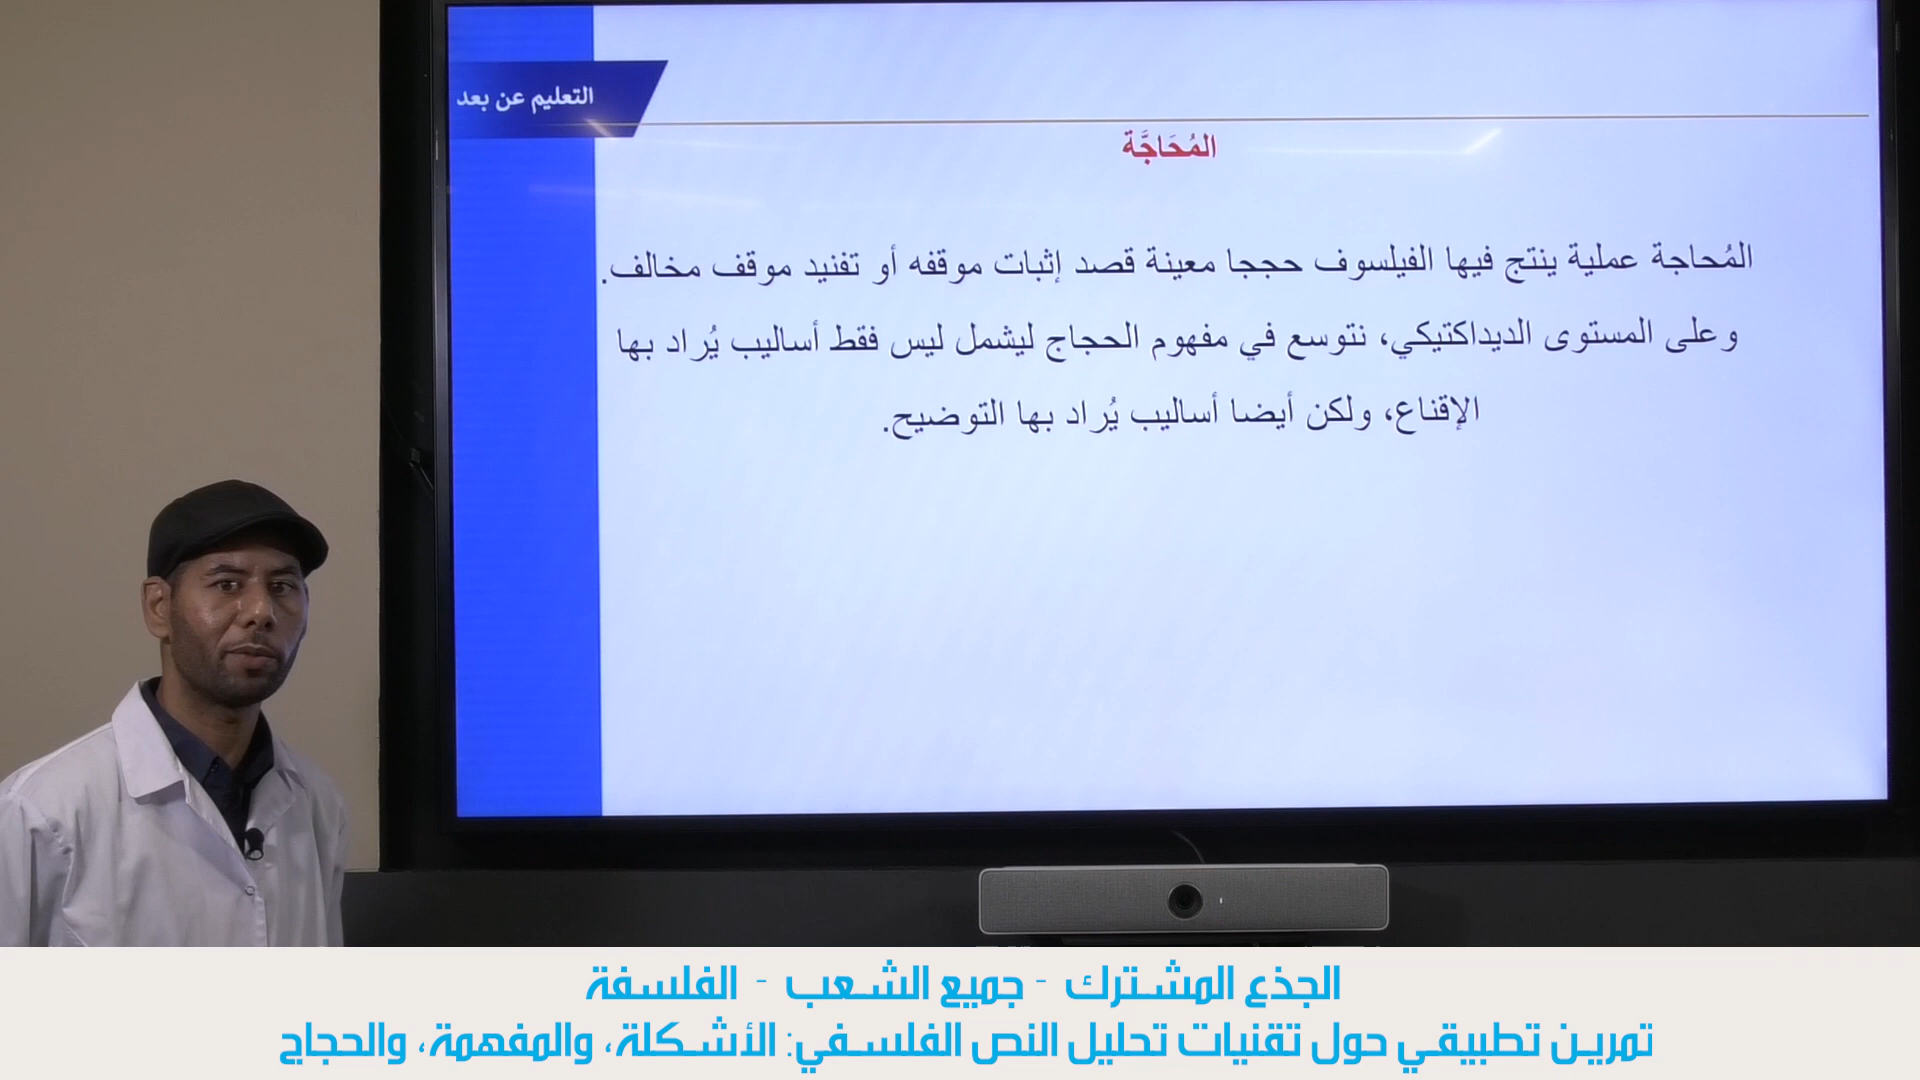 التعليم عن بعد
المُحَاجَّة
المُحاجة عملية ينتج فيها الفيلسوف حججا معينة قصد إثبات موقفه أو تفنيد موقف مخالف.
وعلى المستوى الديداكتيكي، نتوسع في مفهوم الحجاج ليشمل ليس فقط أساليب يُراد بها
الإقناع، ولكن أيضا أساليب يُراد بها التوضيح.
الجذع المشترك - جميع الشعب - الفلسفة
تمرين تطبيقي حول تقنيات تحليل النص الفلسفي: الأشكلة، والمفهمة، والحجاج